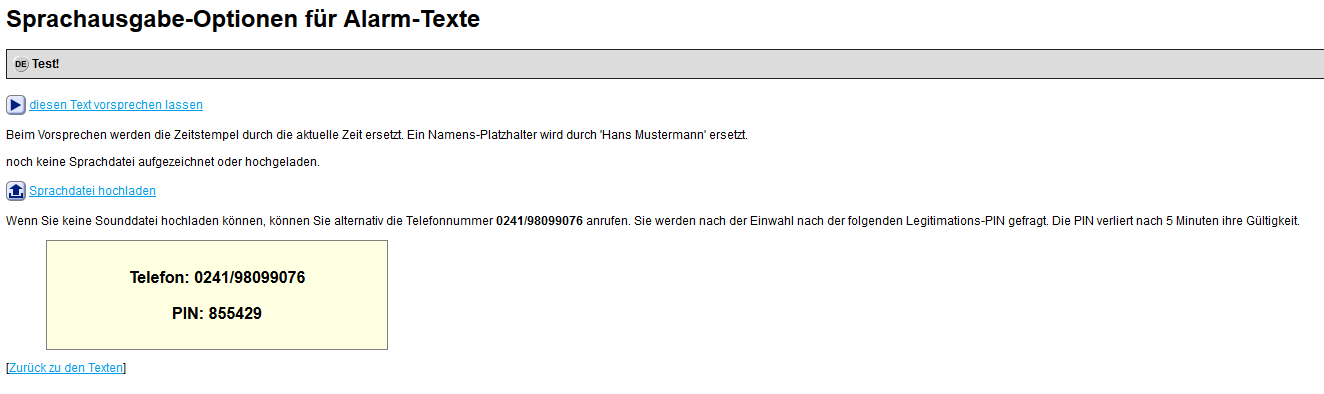 Sprachausgabe-Optionen für Alarm-Texte
DE Test!
diesen Text vorsprechen lassen
Beim Vorsprechen werden die Zeitstempel durch die aktuelle Zeit ersetzt. Ein Namens-Platzhalter wird durch 'Hans Mustermann' ersetzt.
noch keine Sprachdatei aufgezeichnet oder hochgeladen.
Sprachdatei hochladen
Wenn Sie keine Sounddatei hochladen können, können Sie alternativ die Telefonnummer 0241/98099076 anrufen. Sie werden nach der Einwahl nach der folgenden Legitimations-PIN gefragt. Die PIN verliert nach 5 Minuten ihre Gültigkeit.
Telefon: 0241/98099076
PIN: 855429
[Zurück zu den Texten]